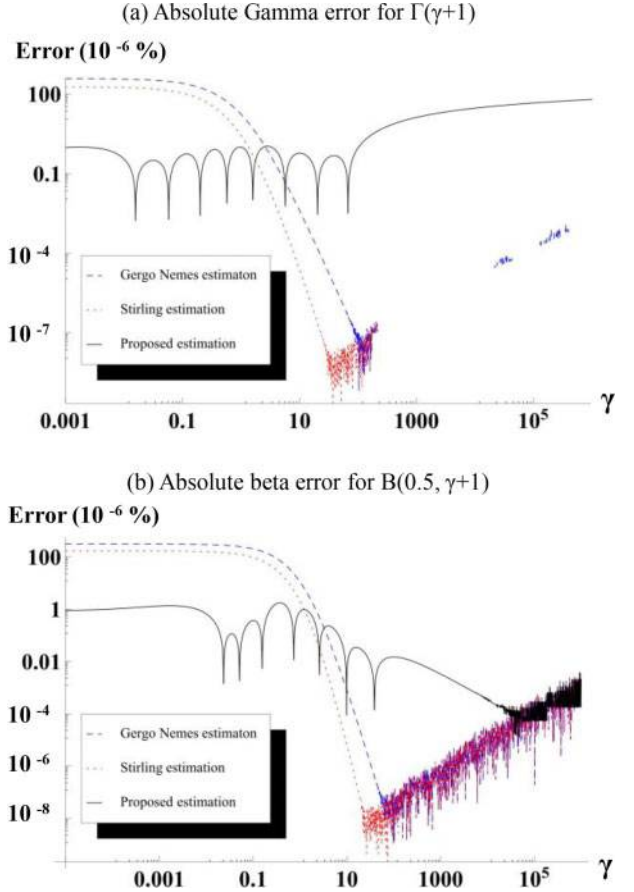 (a) Absolute Gamma error for Γ(γ+1)
Error (10 -6 %)
100
0.1
10 -4
10 -7
Gergo Nemes estimaton
Stirling estimation
Proposed estimation
0.001 0.1 10 1000 10^5 γ
(b) Absolute beta error for B(0.5, γ+1)
Error (10 -6 %)
100
1
0.01
10 -4
10 -6
10 -8
Gergo Nemes estimaton
Stirling estimation
Proposed estimation
0.001 0.1 10 1000 10^5 γ